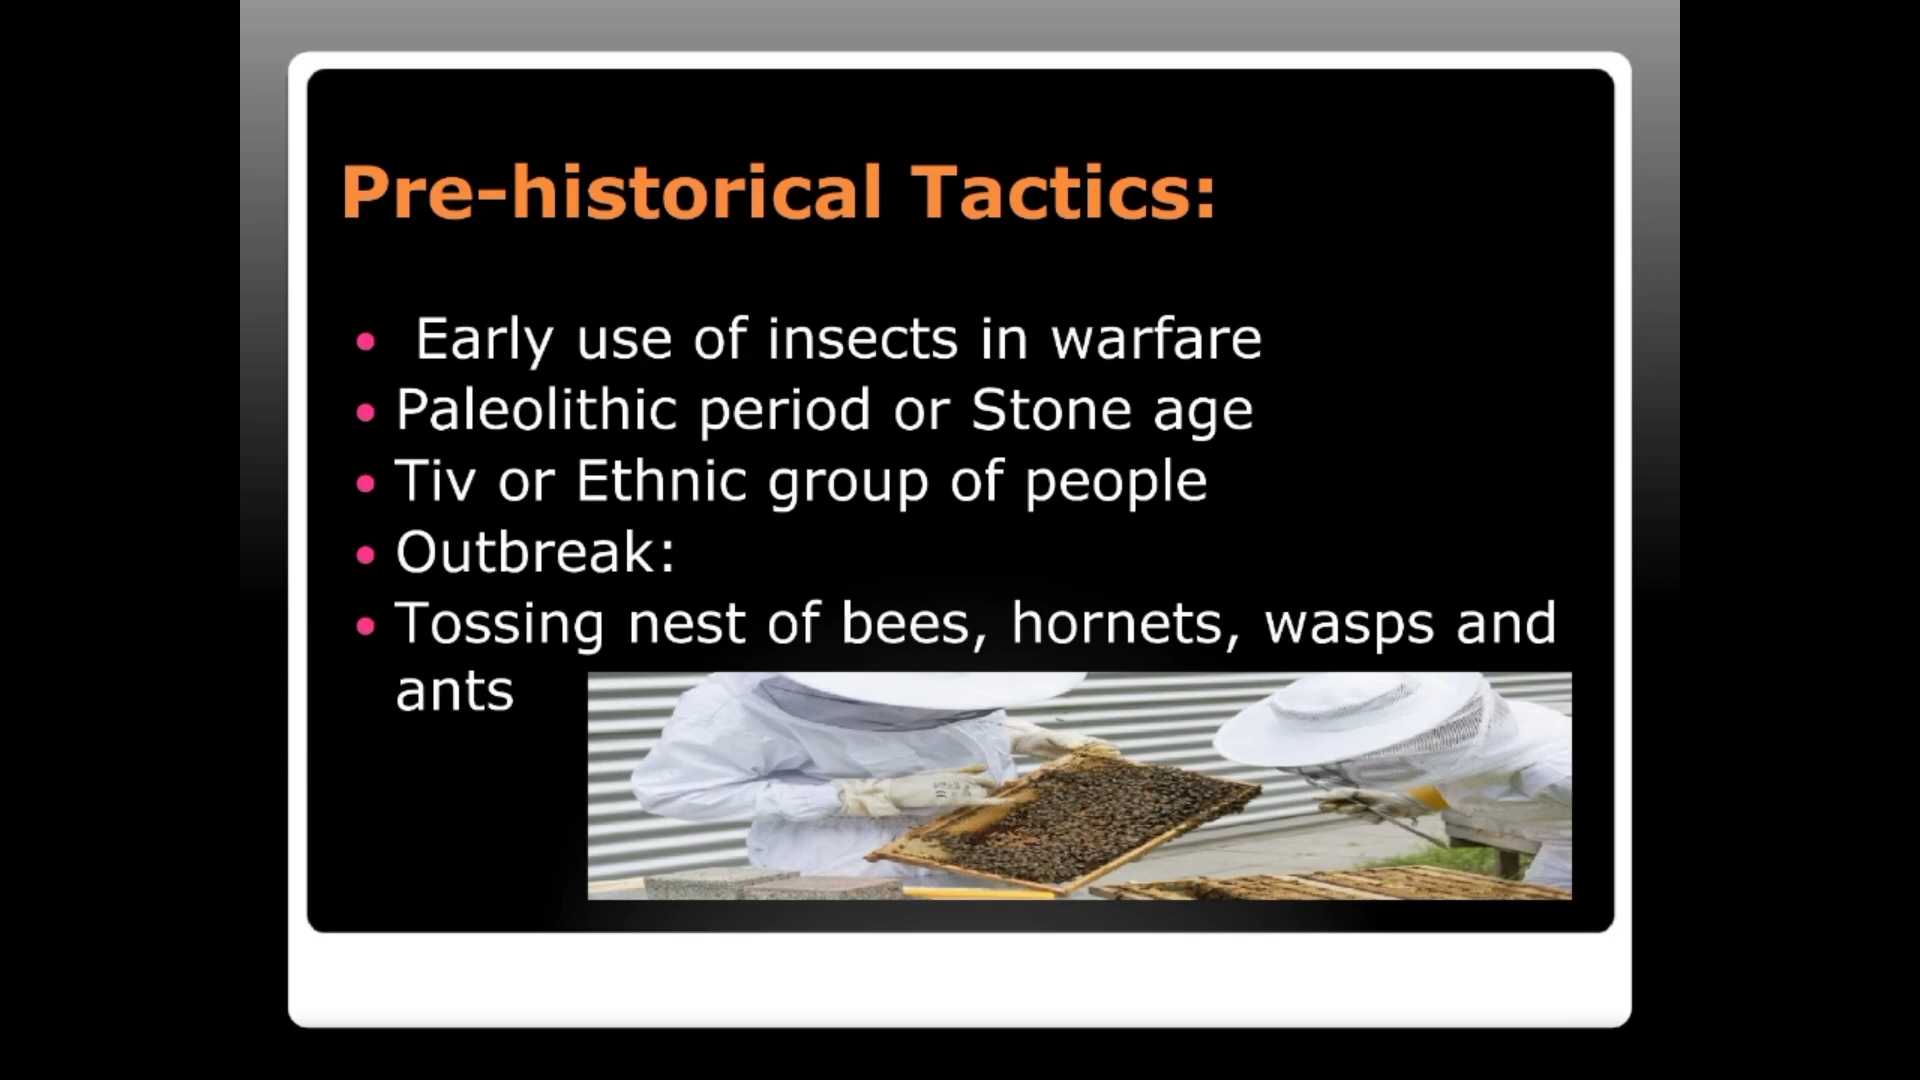 Pre-historical Tactics:
• Early use of insects in warfare
• Paleolithic period or Stone age
• Tiv or Ethnic group of people
• Outbreak:
• Tossing nest of bees, hornets, wasps and
ants